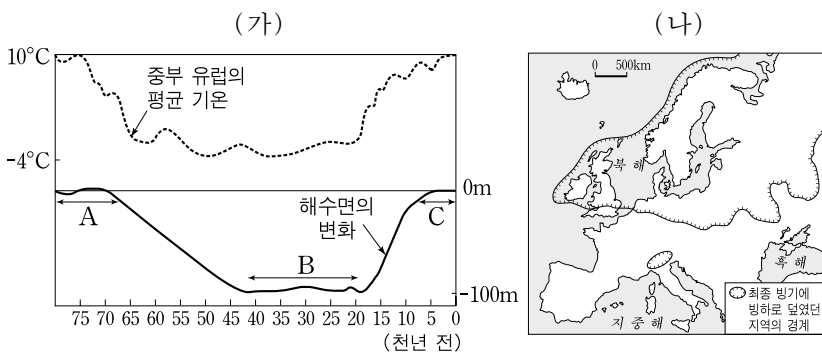 (가)
10°C
중부 유럽의
평균 기온
-4°C
0m
A
해수면의
변화
C
B
-100m
75 70 65 60 55 50 45 40 35 30 25 20 15 10 5 0
(천년 전)
(나)
0 500km
북해
흑해
지중해
최종 빙기에
빙하로 덮였던
지역의 경계